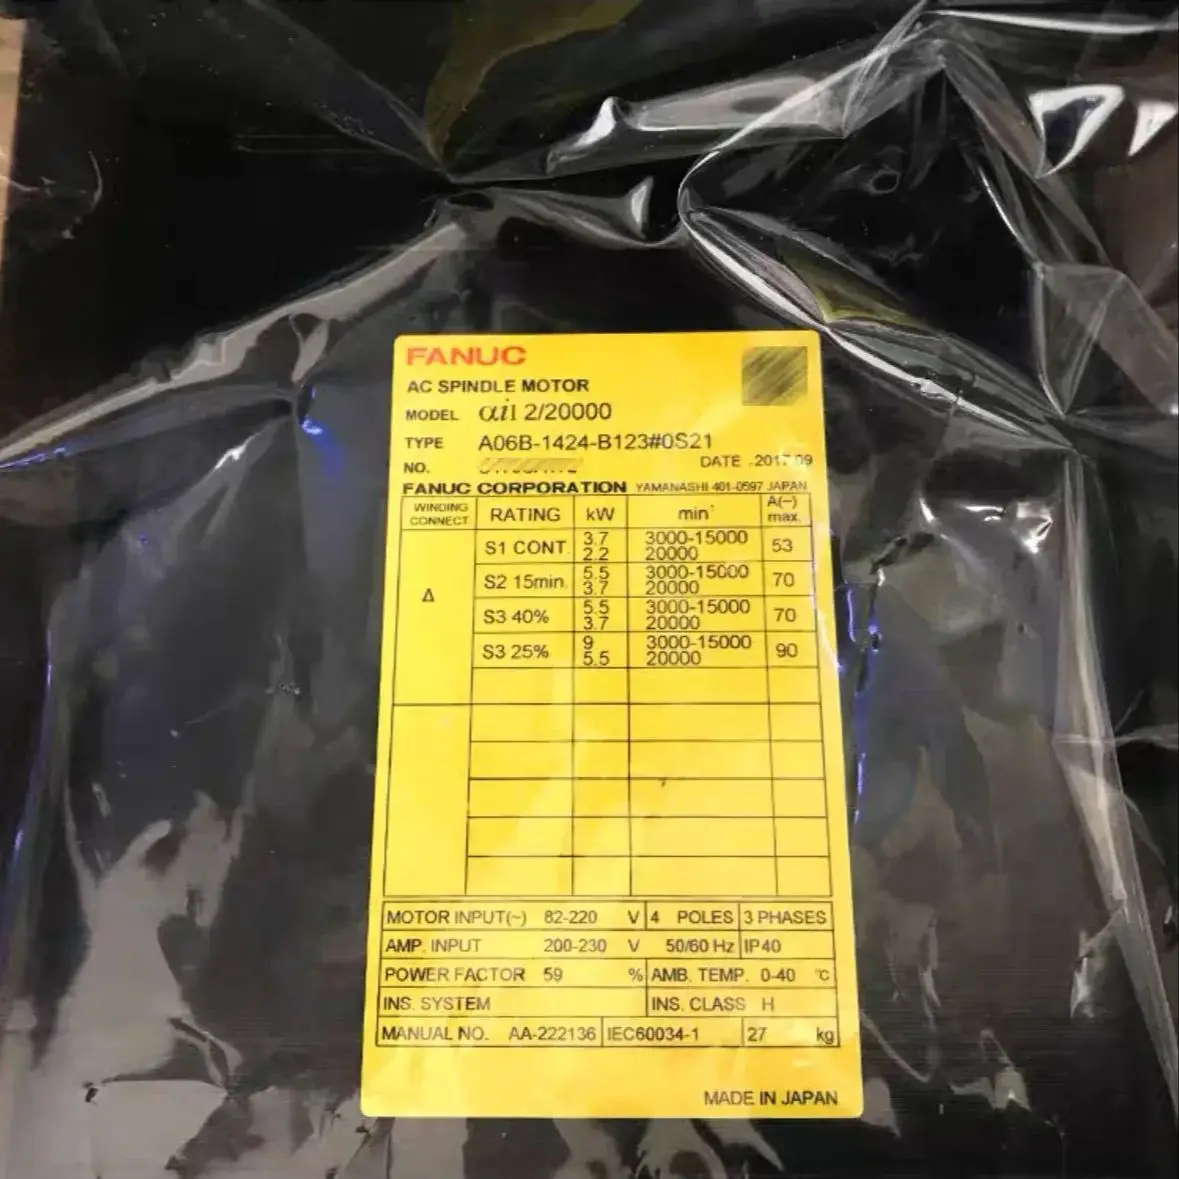 FANUC
AC SPINDLE MOTOR
MODEL αiI 2/20000
TYPE A06B-1424-B123#0S21
NO.
DATE 2017.09
FANUC CORPORATION YAMANASHI 401-0597 JAPAN
WINDING CONNECT RATING kW min⁻ A(~) max.
Δ
S1 CONT. 3.7 3000-15000 53
2.2 20000
S2 15min. 5.5 3000-15000 70
3.7 20000
S3 40% 5.5 3000-15000 70
3.7 20000
S3 25% 9 3000-15000 90
5.5 20000
MOTOR INPUT(~) 82-220 V 4 POLES 3 PHASES
AMP. INPUT 200-230 V 50/60 Hz IP40
POWER FACTOR 59 % AMB. TEMP. 0-40 ℃
INS. SYSTEM INS. CLASS H
MANUAL NO. AA-222136 IEC60034-1 27 kg
MADE IN JAPAN